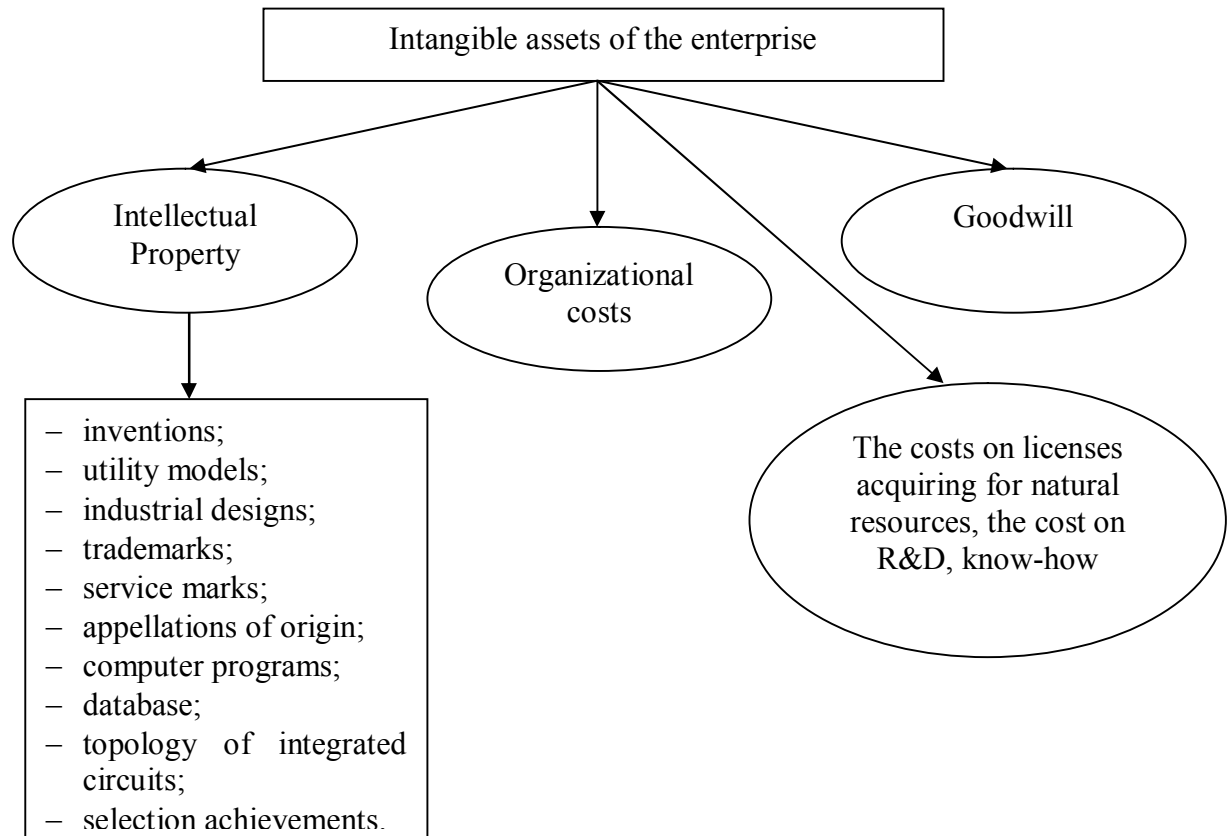 Intangible assets of the enterprise
Intellectual
Property
Organizational
costs
Goodwill
The costs on licenses
acquiring for natural
resources, the cost on
R&D, know-how
– inventions;
– utility models;
– industrial designs;
– trademarks;
– service marks;
– appellations of origin;
– computer programs;
– database;
– topology of integrated
circuits;
– selection achievements.